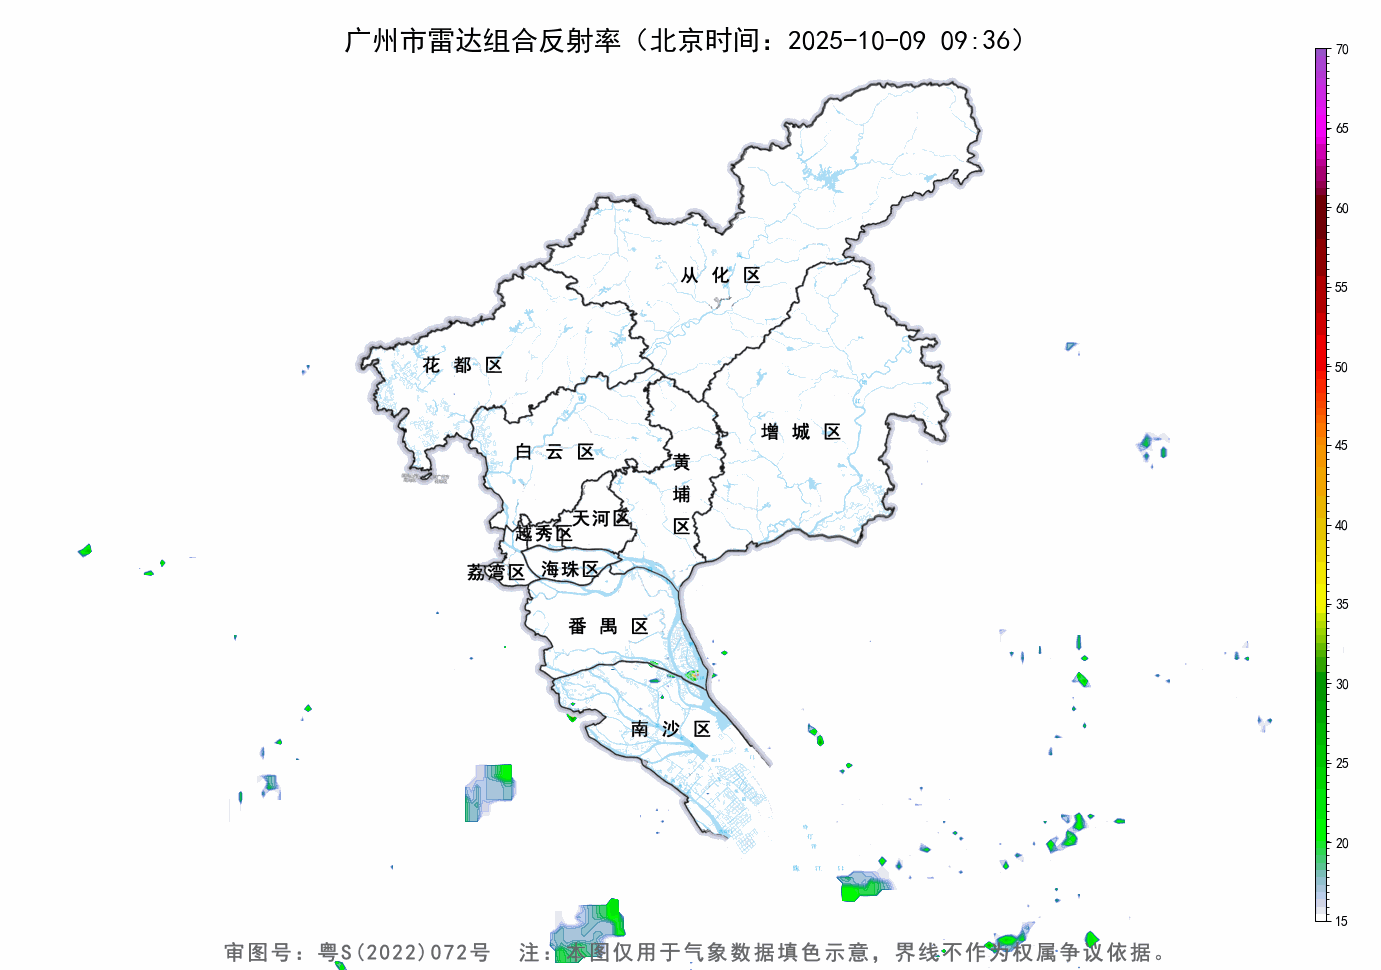 广州市雷达组合反射率（北京时间：2025-10-09 09:36）
70
65
60
55
50
45
40
35
30
25
20
15
从化区
花都区
增城区
白云区
黄埔区
天河区
越秀区
荔湾区
海珠区
番禺区
南沙区
审图号：粤S(2022)072号 注：本图仅用于气象数据填色示意，界线不作为权属争议依据。